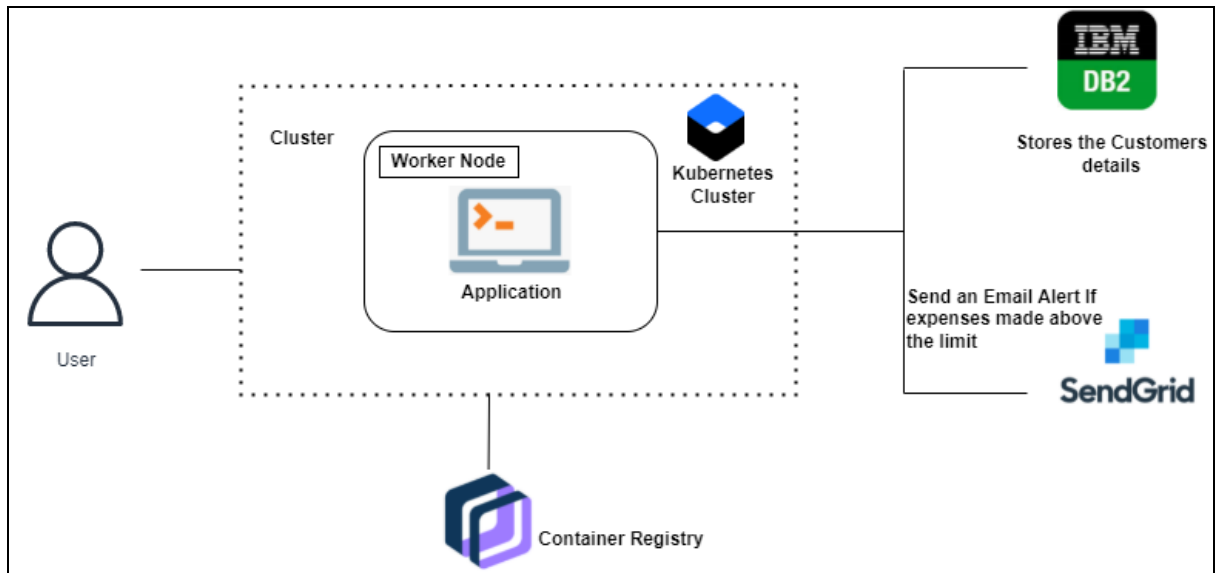 IBM
DB2
Stores the Customers
details
Cluster
Worker Node
Kubernetes
Cluster
Application
User
Send an Email Alert If
expenses made above
the limit
SendGrid
Container Registry